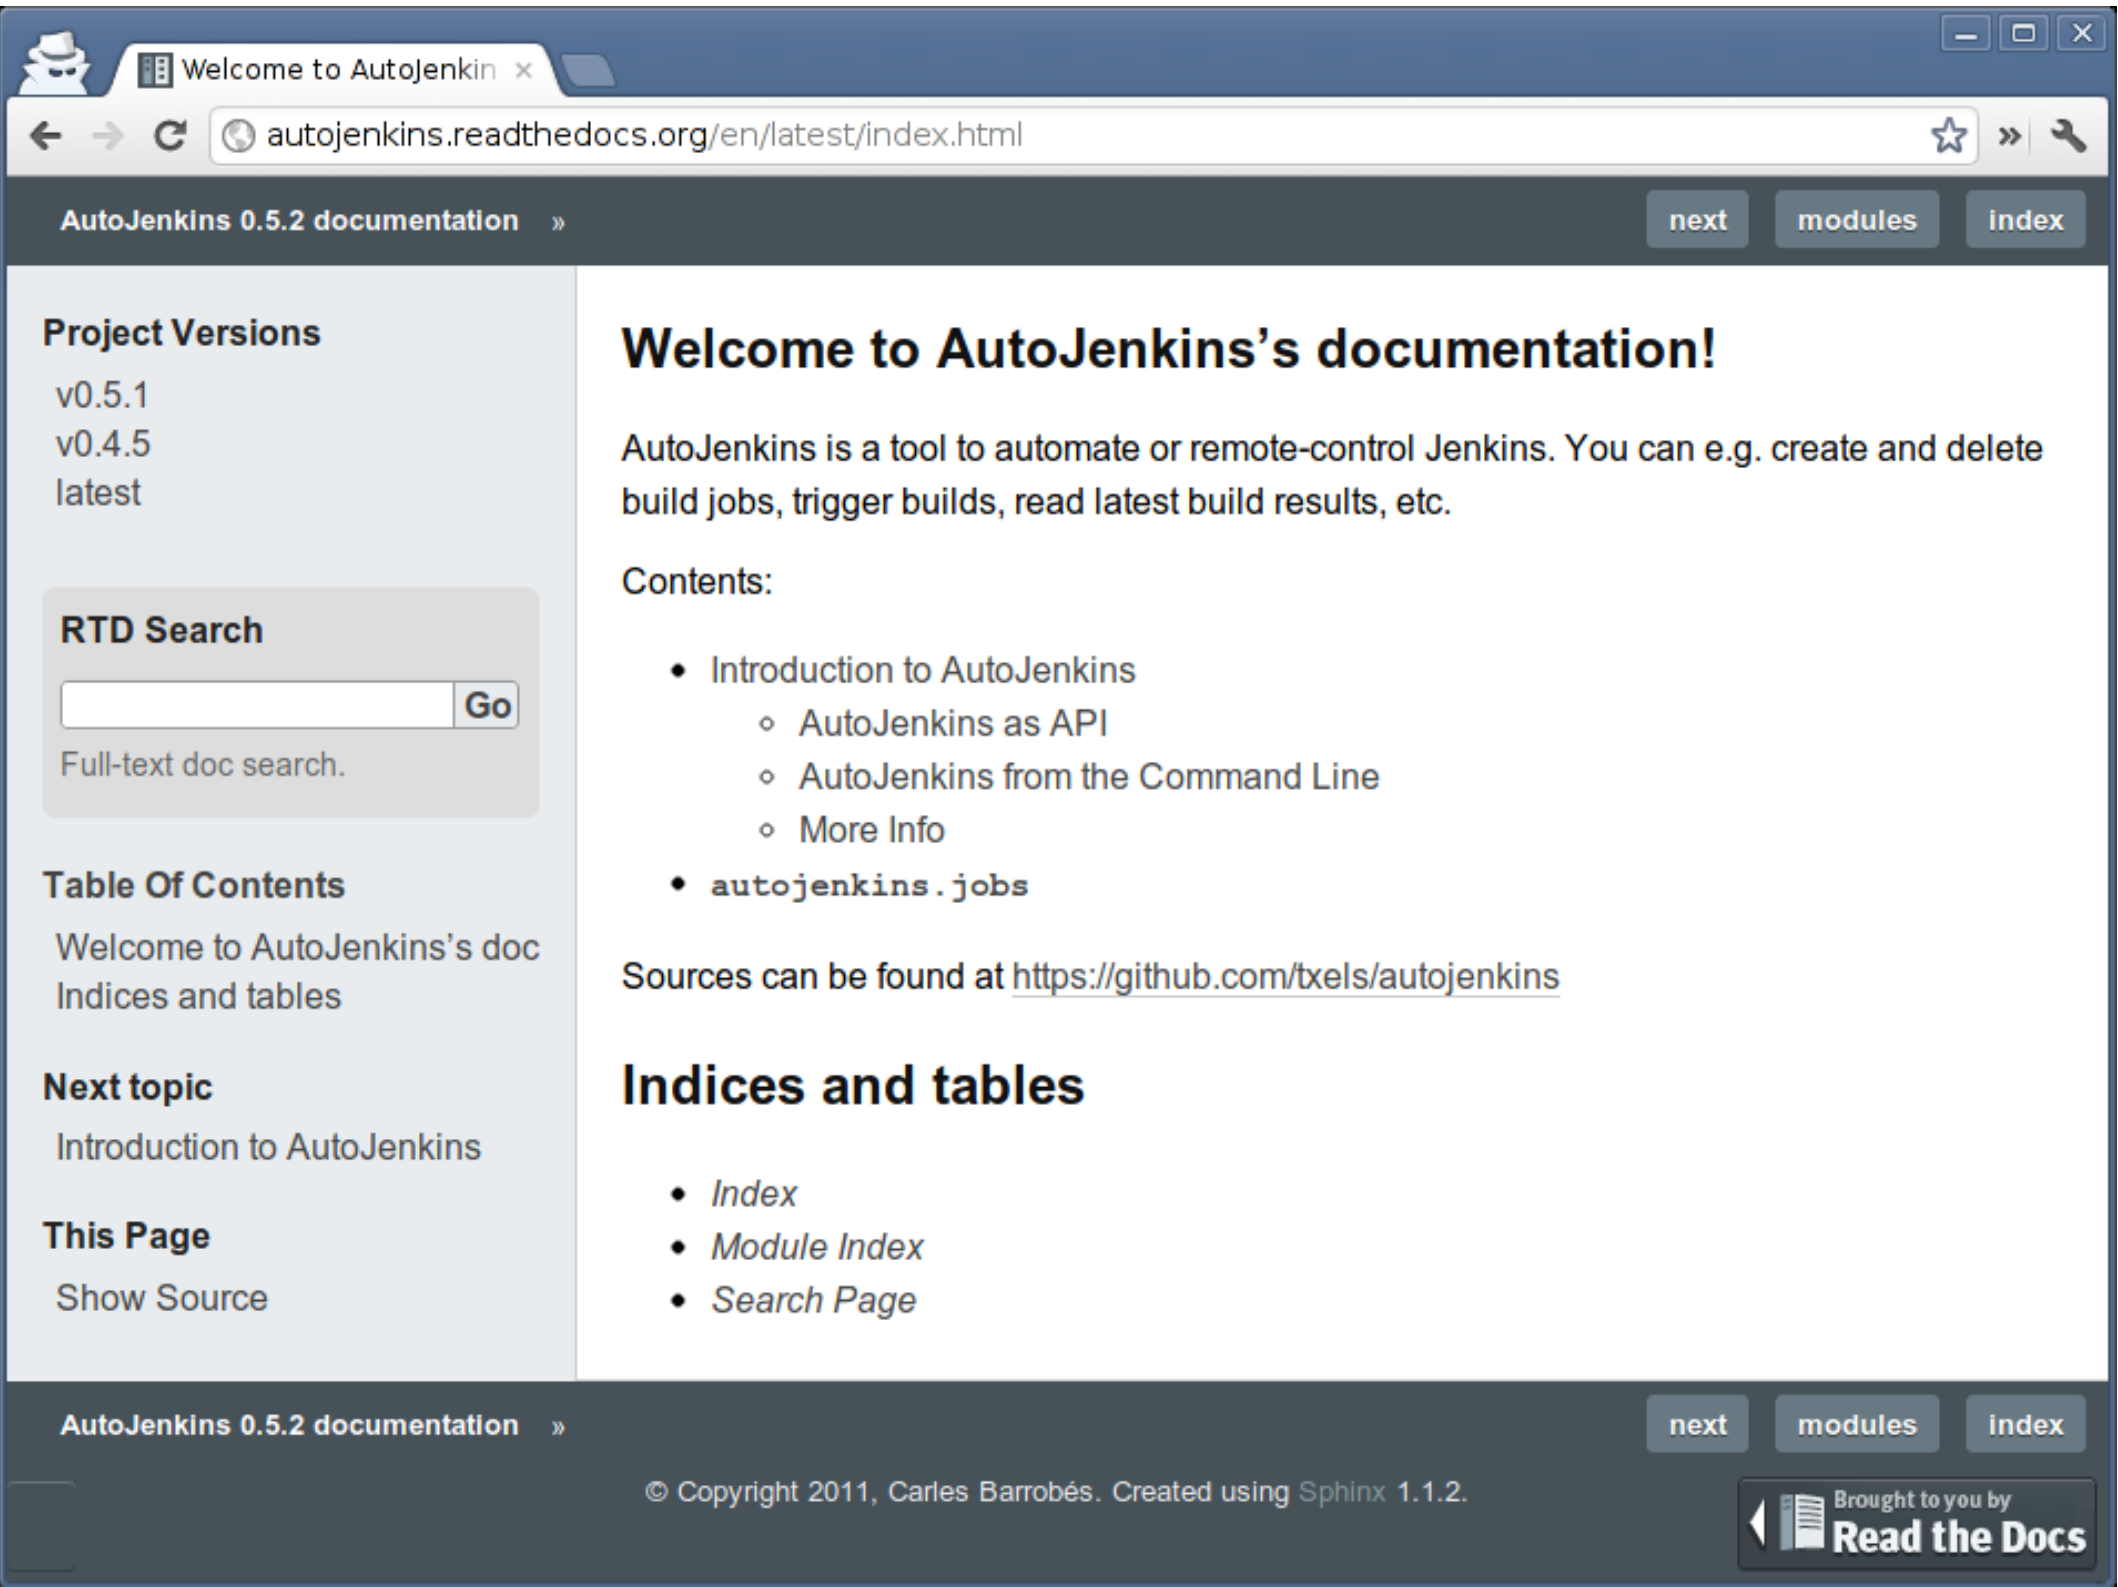 Welcome to AutoJenkin
autojenkins.readthedocs.org/en/latest/index.html
AutoJenkins 0.5.2 documentation »
next modules index
Project Versions
v0.5.1
v0.4.5
latest
RTD Search
Go
Full-text doc search.
Table Of Contents
Welcome to AutoJenkins’s doc
Indices and tables
Next topic
Introduction to AutoJenkins
This Page
Show Source
Welcome to AutoJenkins’s documentation!
AutoJenkins is a tool to automate or remote-control Jenkins. You can e.g. create and delete
build jobs, trigger builds, read latest build results, etc.
Contents:
Introduction to AutoJenkins
AutoJenkins as API
AutoJenkins from the Command Line
More Info
autojenkins.jobs
Sources can be found at https://github.com/txels/autojenkins
Indices and tables
Index
Module Index
Search Page
AutoJenkins 0.5.2 documentation »
next modules index
© Copyright 2011, Carles Barrobés. Created using Sphinx 1.1.2.
Brought to you by
Read the Docs